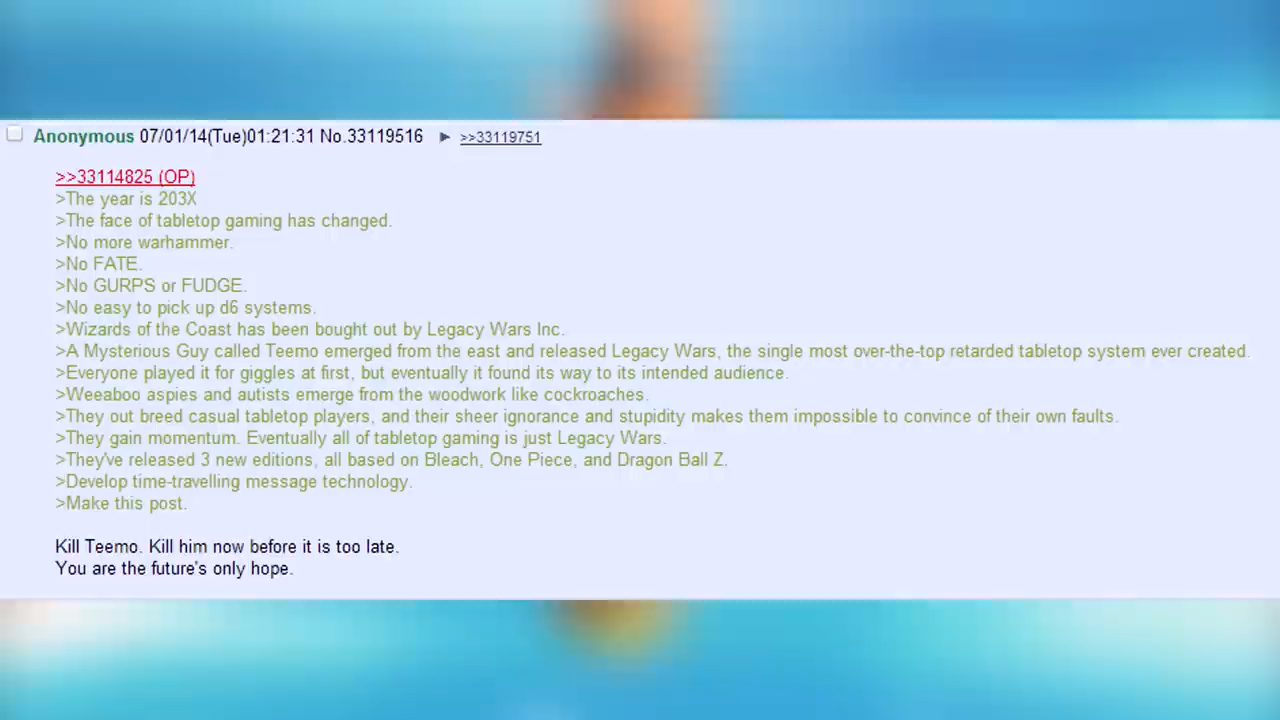 Anonymous 07/01/14(Tue)01:21:31 No.33119516 ▶ >>33119751
>>33114825 (OP)
>The year is 203X
>The face of tabletop gaming has changed.
>No more warhammer.
>No FATE.
>No GURPS or FUDGE.
>No easy to pick up d6 systems.
>Wizards of the Coast has been bought out by Legacy Wars Inc.
>A Mysterious Guy called Teemo emerged from the east and released Legacy Wars, the single most over-the-top retarded tabletop system ever created.
>Everyone played it for giggles at first, but eventually it found its way to its intended audience.
>Weeaboo aspies and autists emerge from the woodwork like cockroaches.
>They out breed casual tabletop players, and their sheer ignorance and stupidity makes them impossible to convince of their own faults.
>They gain momentum. Eventually all of tabletop gaming is just Legacy Wars.
>They've released 3 new editions, all based on Bleach, One Piece, and Dragon Ball Z.
>Develop time-travelling message technology.
>Make this post.
Kill Teemo. Kill him now before it is too late.
You are the future's only hope.